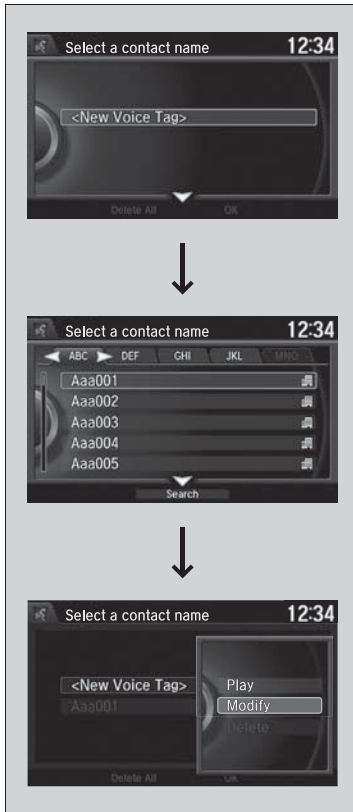 Select a contact name 12:34
<New Voice Tag>
Delete All OK
Select a contact name 12:34
ABC DEF GHI JKL MNO
Aaa001
Aaa002
Aaa003
Aaa004
Aaa005
Search
Select a contact name 12:34
<New Voice Tag>
Aaa001
Play
Modify
Delete
Delete All OK